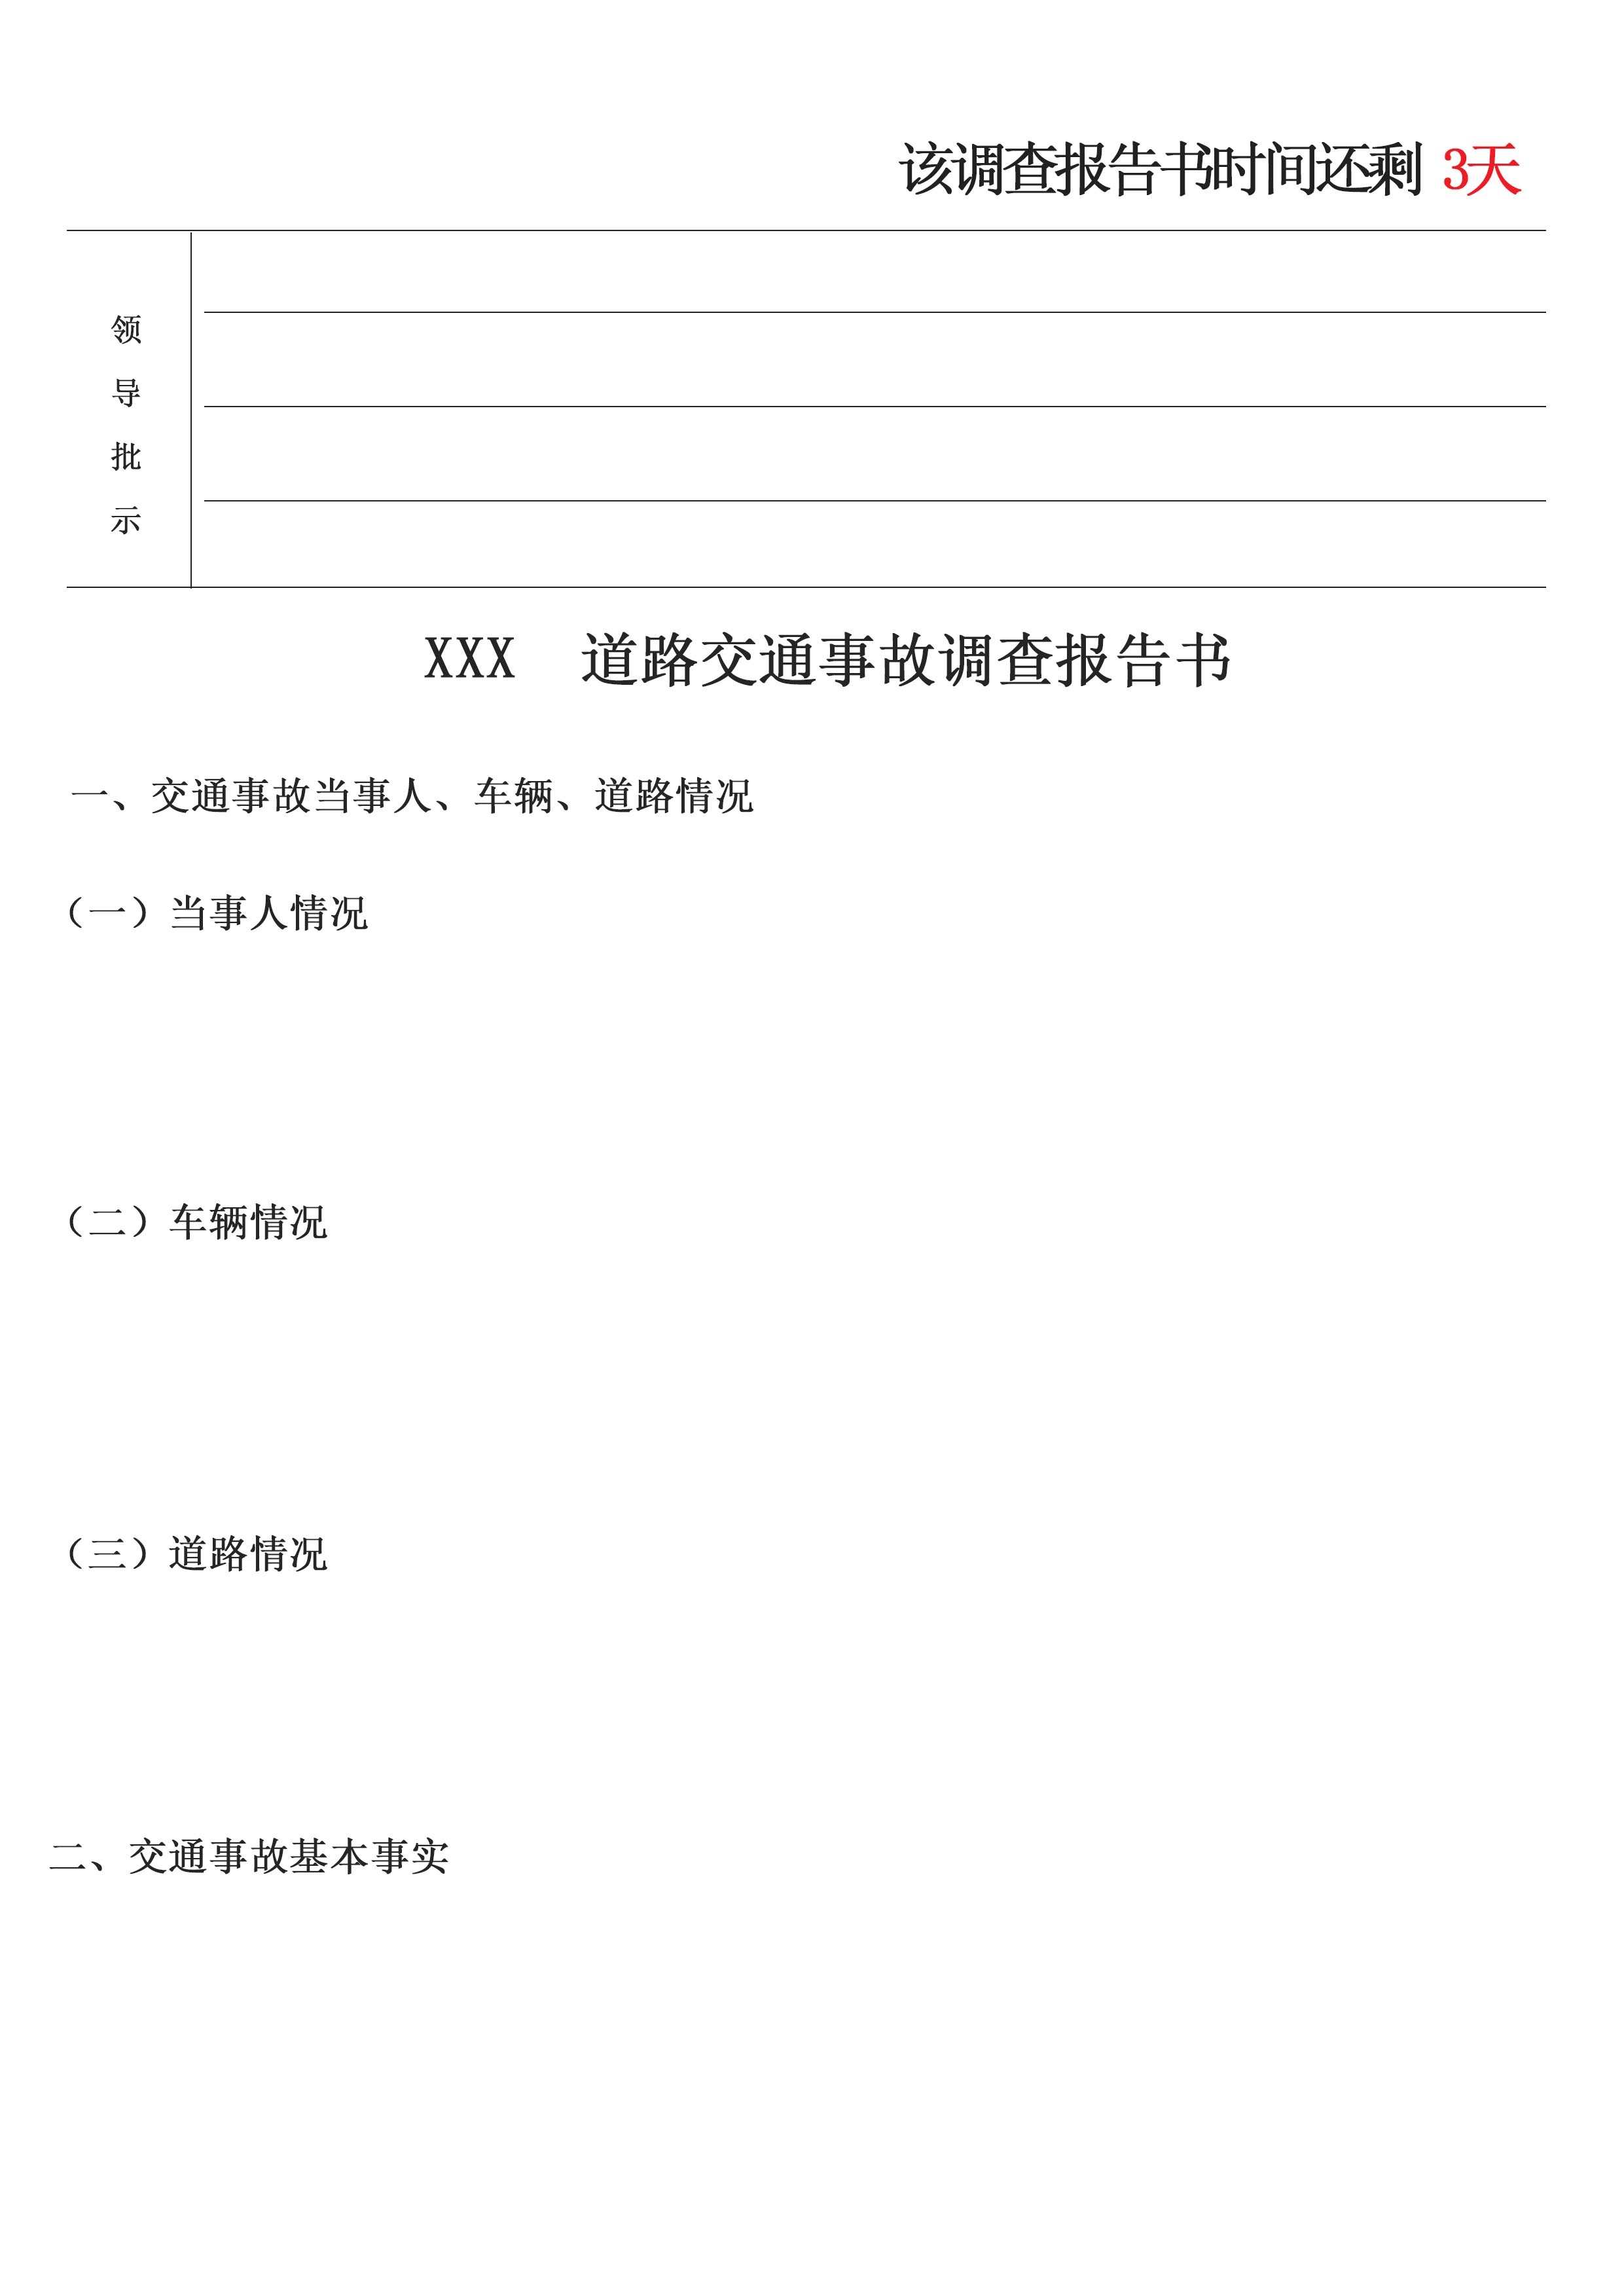 该调查报告书时间还剩 3天
领
导
批
示
XXX 道路交通事故调查报告书
一、交通事故当事人、车辆、道路情况
（一）当事人情况
（二）车辆情况
（三）道路情况
二、交通事故基本事实